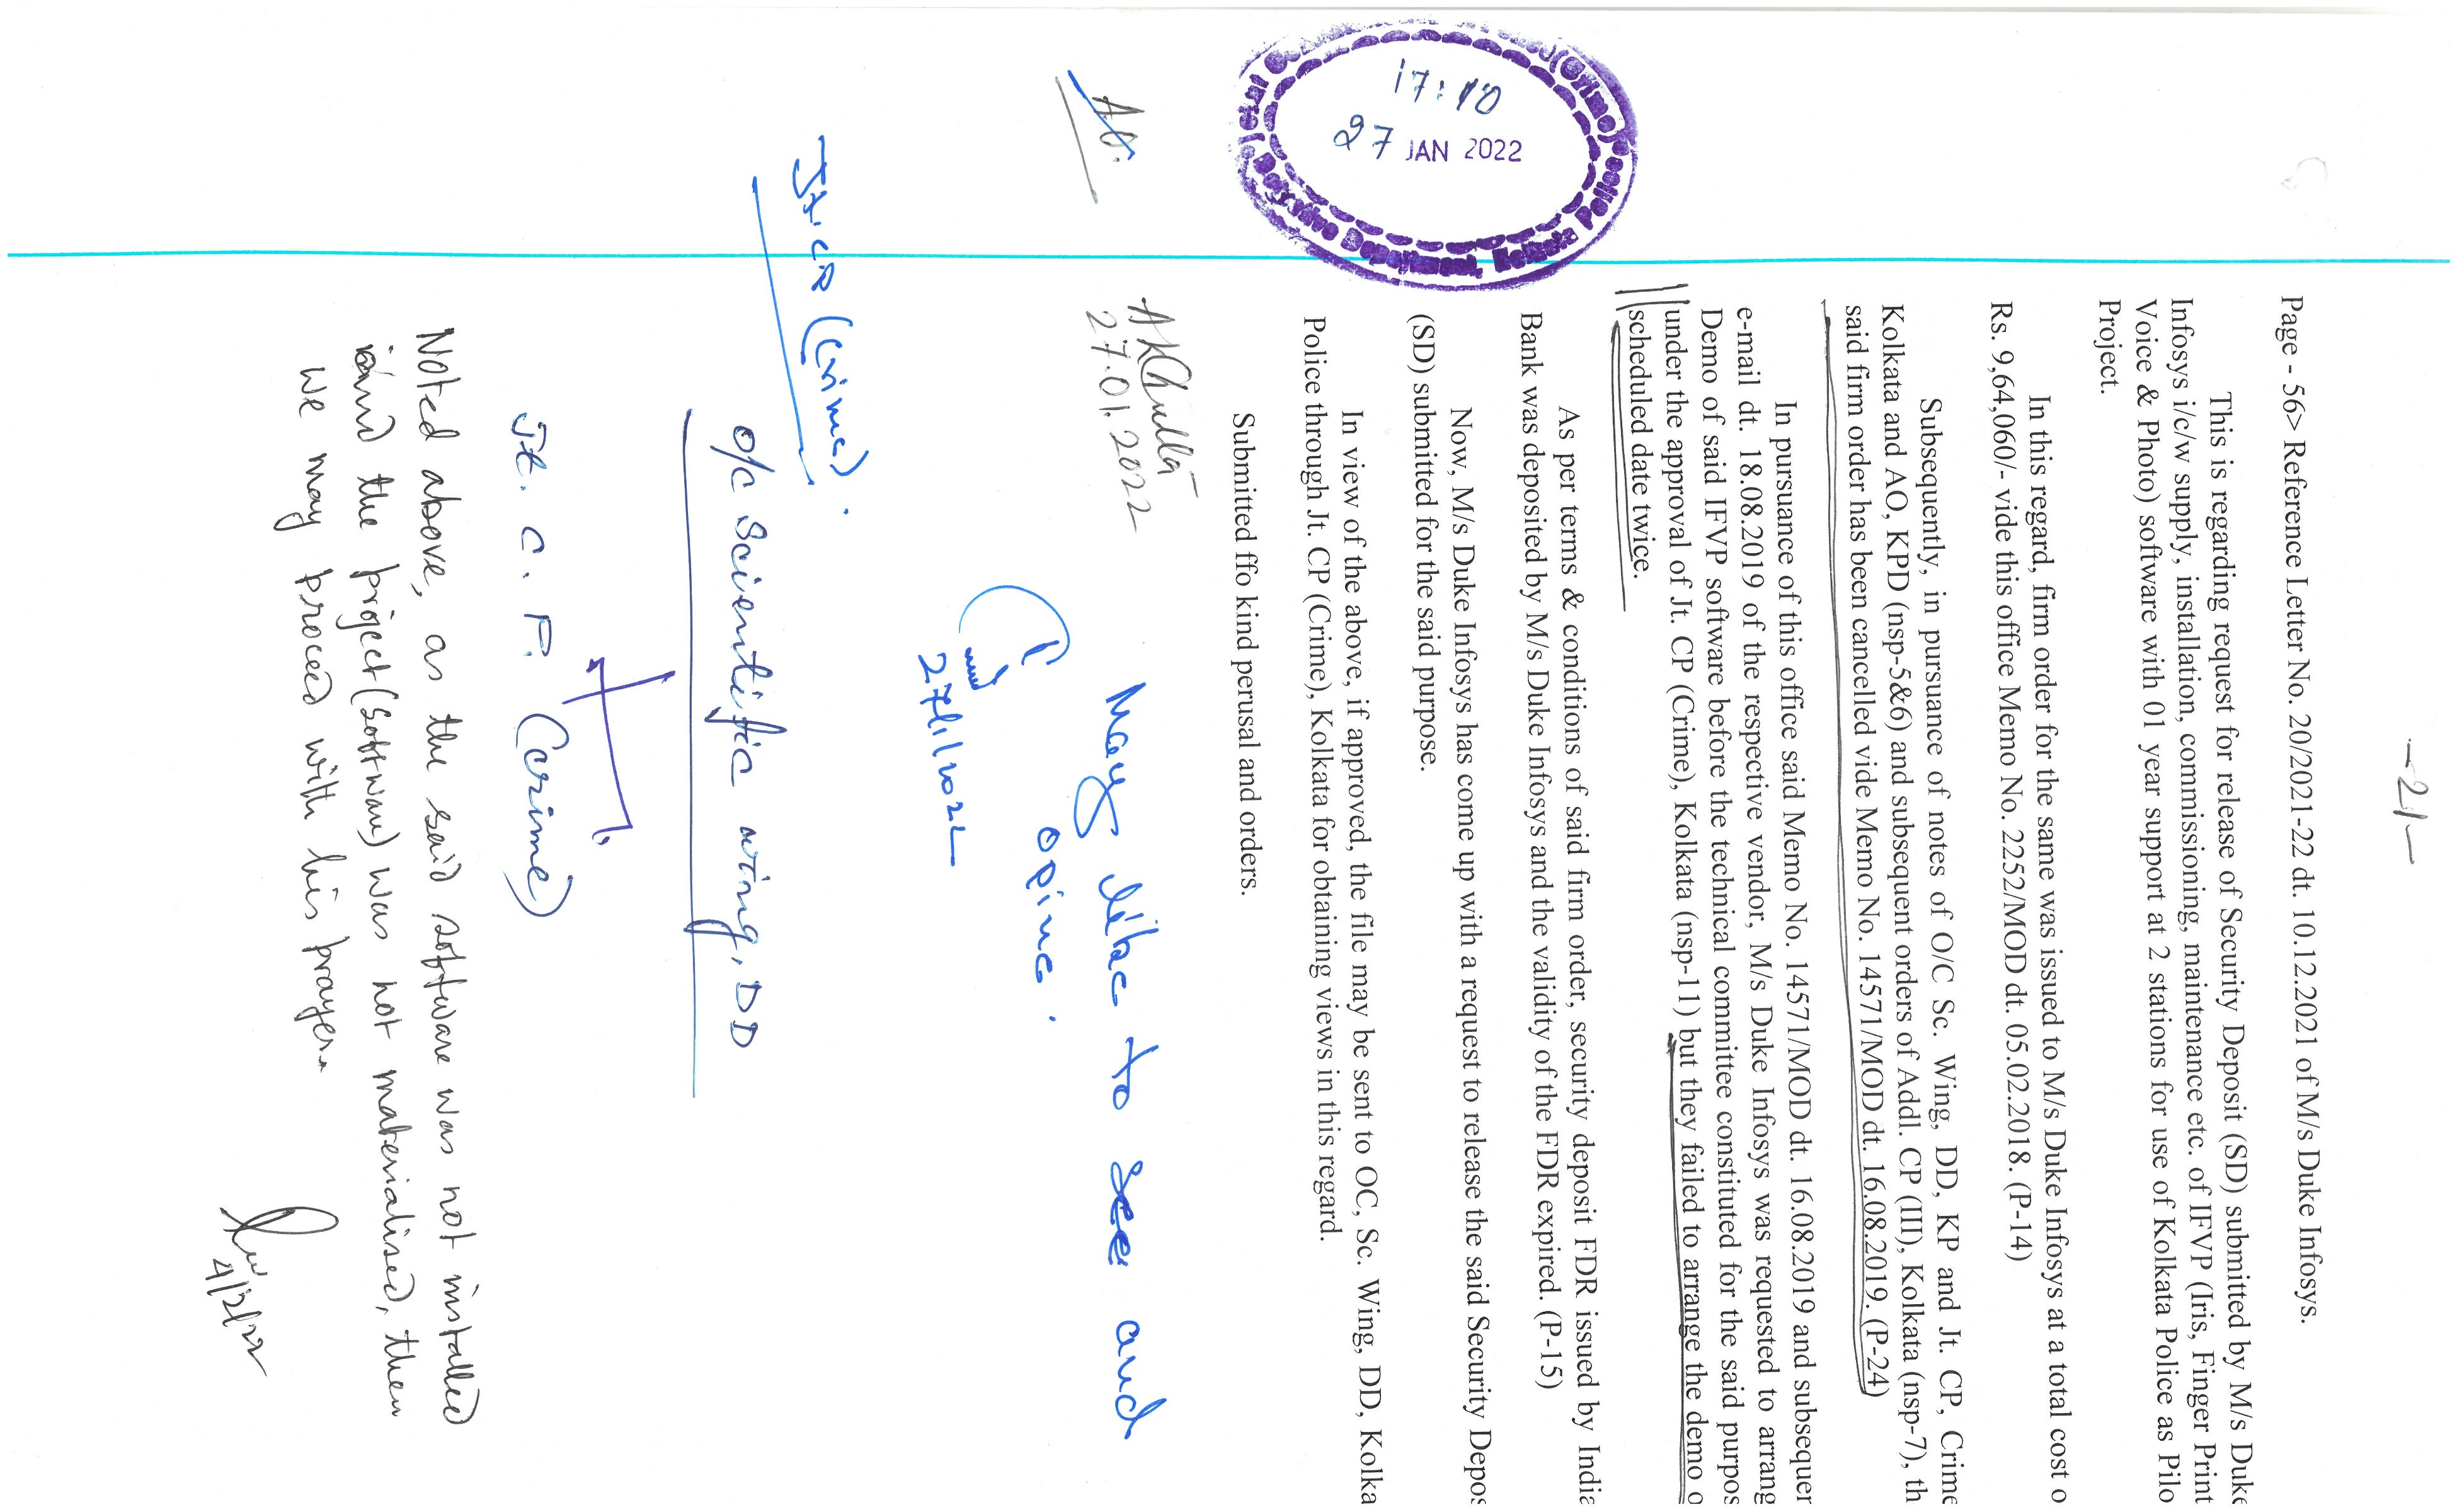 -21-
Page - 56> Reference Letter No. 20/2021-22 dt. 10.12.2021 of M/s Duke Infosys.
This is regarding request for release of Security Deposit (SD) submitted by M/s Duke
Infosys i/c/w supply, installation, commissioning, maintenance etc. of IFVP (Iris, Finger Print
Voice & Photo) software with 01 year support at 2 stations for use of Kolkata Police as Pilo
Project.
In this regard, firm order for the same was issued to M/s Duke Infosys at a total cost o
Rs. 9,64,060/- vide this office Memo No. 2252/MOD dt. 05.02.2018. (P-14)
Subsequently, in pursuance of notes of O/C Sc. Wing, DD, KP and Jt. CP, Crime
Kolkata and AO, KPD (nsp-5&6) and subsequent orders of Addl. CP (III), Kolkata (nsp-7), th
said firm order has been cancelled vide Memo No. 14571/MOD dt. 16.08.2019. (P-24)
In pursuance of this office said Memo No. 14571/MOD dt. 16.08.2019 and subsequer
e-mail dt. 18.08.2019 of the respective vendor, M/s Duke Infosys was requested to arrang
Demo of said IFVP software before the technical committee constituted for the said purpos
under the approval of Jt. CP (Crime), Kolkata (nsp-11) but they failed to arrange the demo o
scheduled date twice.
As per terms & conditions of said firm order, security deposit FDR issued by India
Bank was deposited by M/s Duke Infosys and the validity of the FDR expired. (P-15)
Now, M/s Duke Infosys has come up with a request to release the said Security Depos
(SD) submitted for the said purpose.
In view of the above, if approved, the file may be sent to OC, Sc. Wing, DD, Kolka
Police through Jt. CP (Crime), Kolkata for obtaining views in this regard.
Submitted ffo kind perusal and orders.
17:10
27 JAN 2022
27.01.2022
A.O.
May like to see and
opine.
27/1/2022
Jt. CP (Crime).
O/C Scientific wing, DD
Jt. C. P. (Crime)
Noted above, as the said software was not installed
and the project (software) was not materialised, then
we may proceed with his prayer.
4/2/22